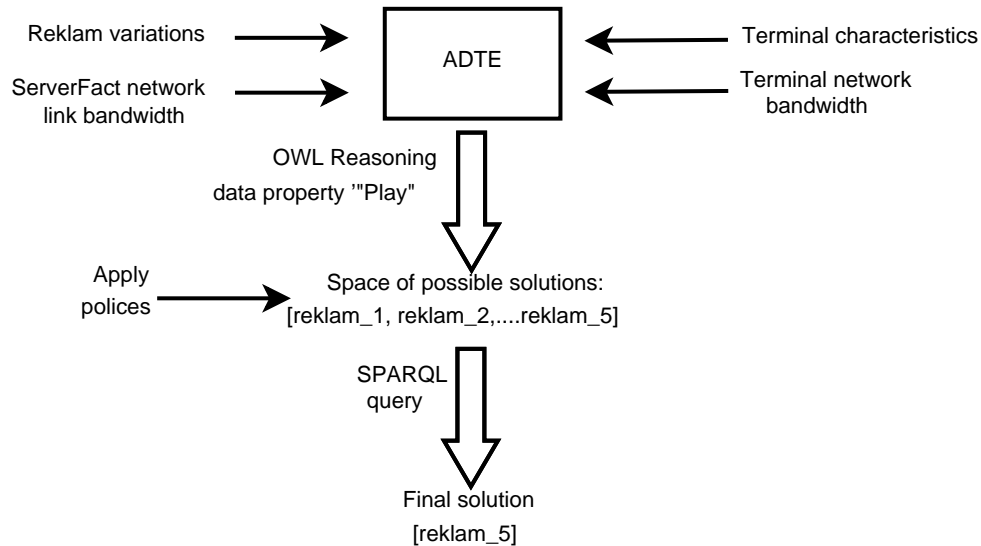 Reklam variations
ServerFact network
link bandwidth
ADTE
Terminal characteristics
Terminal network
bandwidth
OWL Reasoning
data property '"Play"
Apply
polices
Space of possible solutions:
[reklam_1, reklam_2,....reklam_5]
SPARQL
query
Final solution
[reklam_5]